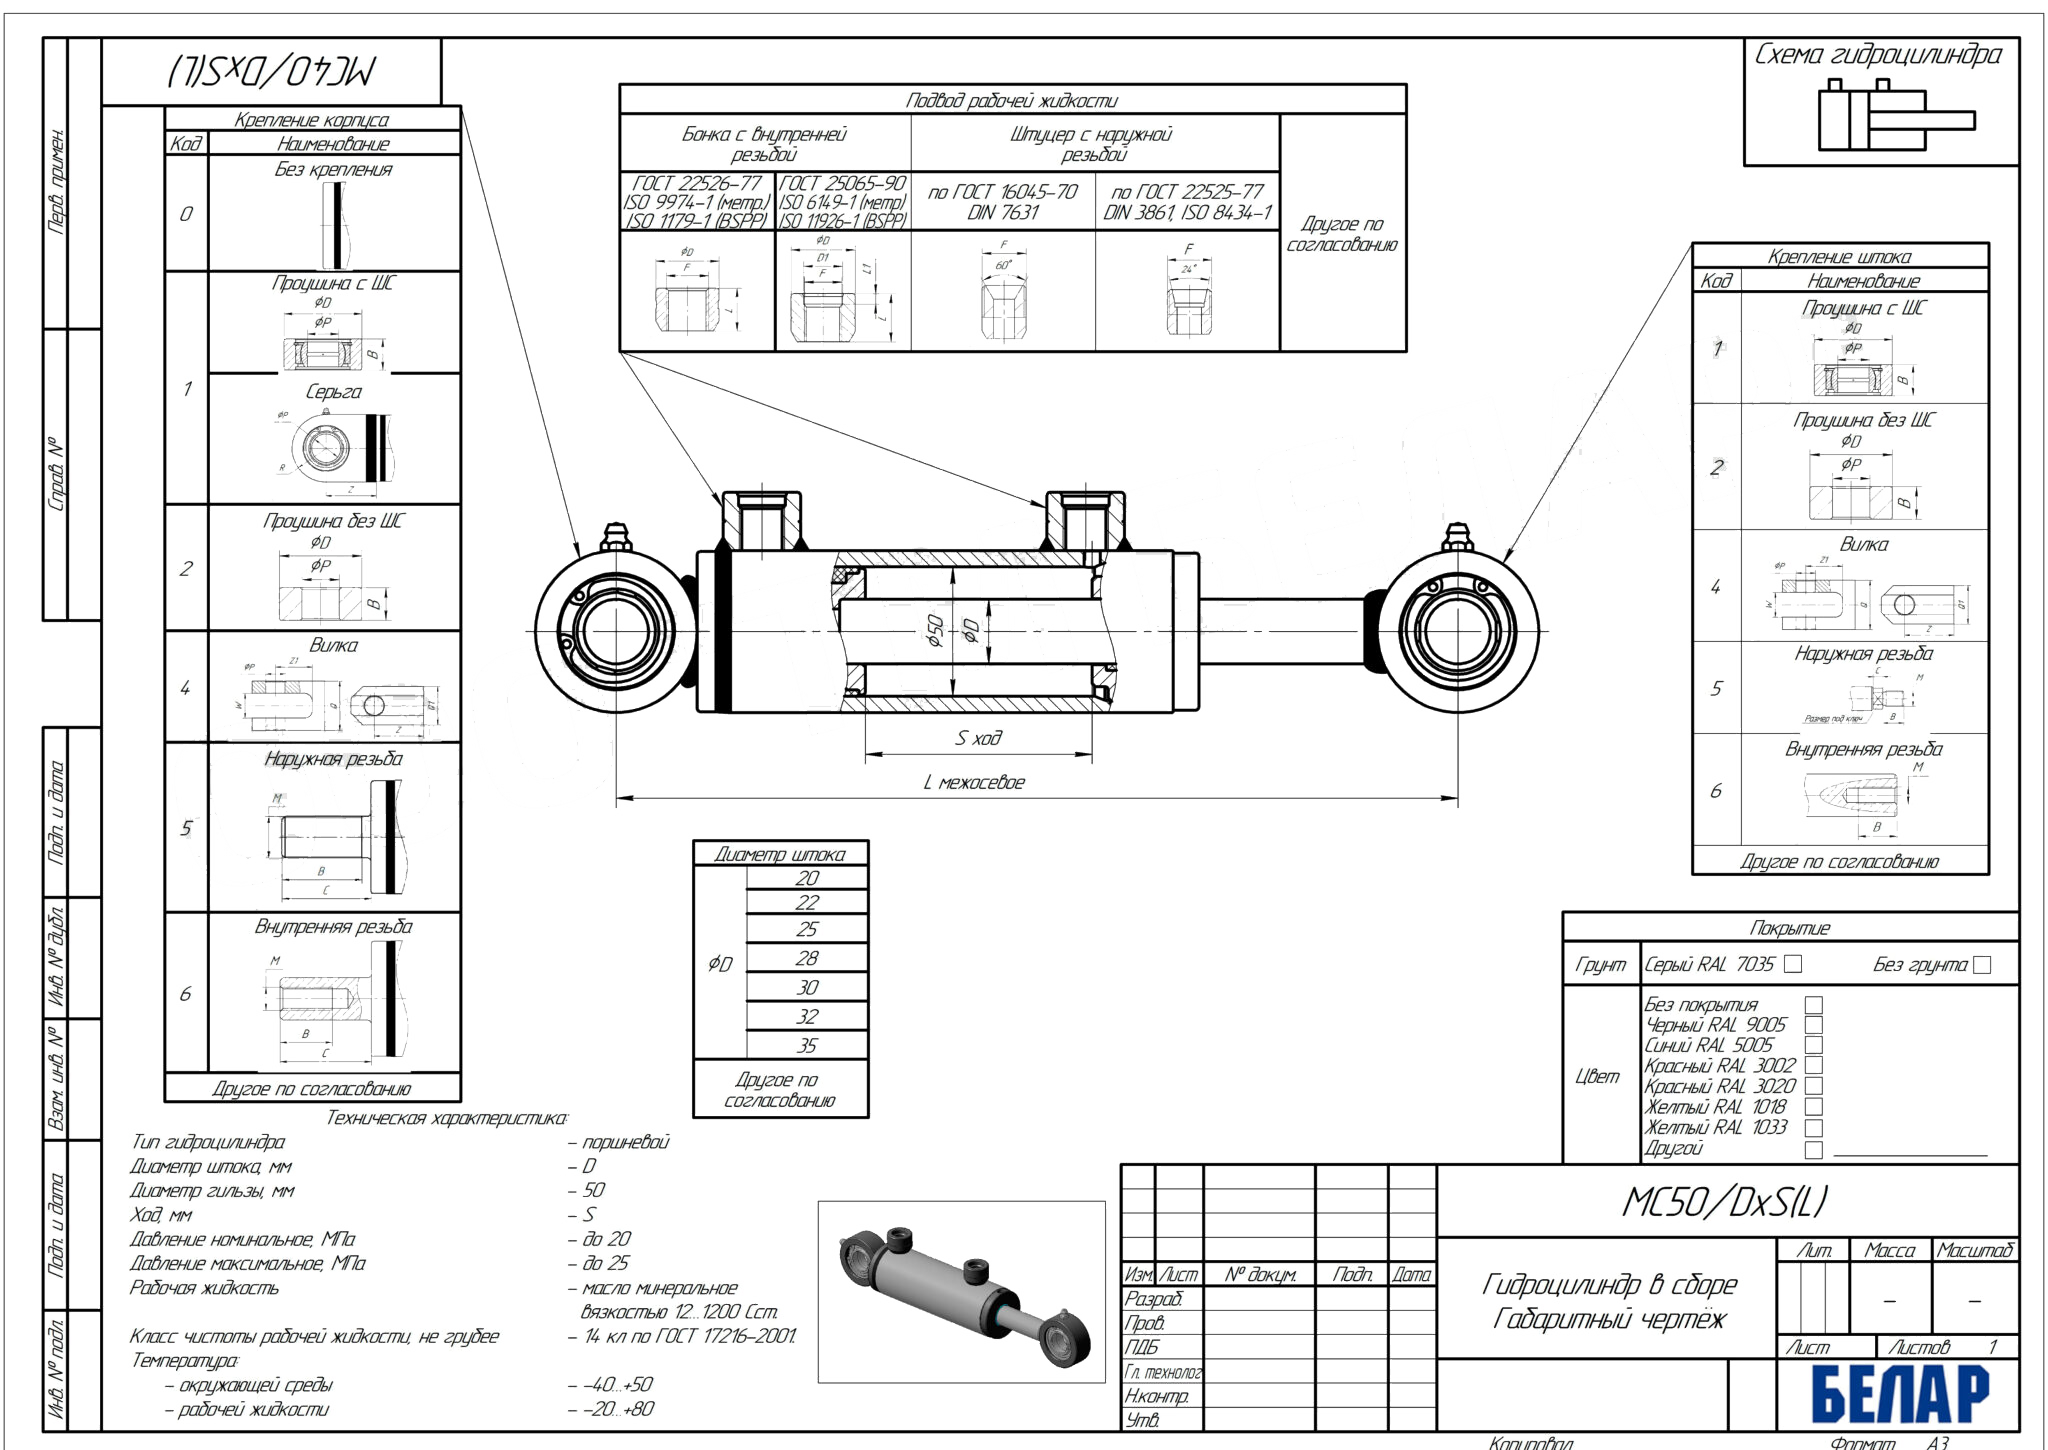 МС40/DxS(L)
Крепление корпуса
Код
Наименование
0
Без крепления
1
Проушина с ШС
ϕD
ϕP
B
Серьга
ϕP
R
Z
2
Проушина без ШС
ϕD
ϕP
B
4
Вилка
ϕP
Z1
W
Q
Q1
Z
5
Наружная резьба
M
B
C
6
Внутренняя резьба
M
B
C
Другое по согласованию
Подвод рабочей жидкости
Бонка с внутренней
резьбой
Штуцер с наружной
резьбой
ГОСТ 22526-77
ISO 9974-1 (метр.)
ISO 1179-1 (BSPP)
ГОСТ 25065-90
ISO 6149-1 (метр)
ISO 11926-1 (BSPP)
по ГОСТ 16045-70
DIN 7631
по ГОСТ 22525-77
DIN 3861, ISO 8434-1
Другое по
согласованию
ϕD
F
L
ϕD
D1
F
L1
L
F
60°
F
24°
Схема гидроцилиндра
Крепление штока
Код
Наименование
1
Проушина с ШС
ϕD
ϕP
B
2
Проушина без ШС
ϕD
ϕP
B
4
Вилка
ϕP
Z1
W
Q
Q1
Z
5
Наружная резьба
C
M
Размер под ключ
B
6
Внутренняя резьба
M
B
Другое по согласованию
ϕ50
ϕD
S ход
L межосевое
Диаметр штока
ϕD
20
22
25
28
30
32
35
Другое по
согласованию
Покрытие
Грунт
Серый RAL 7035
Без грунта
Цвет
Без покрытия
Черный RAL 9005
Синий RAL 5005
Красный RAL 3002
Красный RAL 3020
Желтый RAL 1018
Желтый RAL 1033
Другой
Техническая характеристика:
Тип гидроцилиндра - поршневой
Диаметр штока, мм - D
Диаметр гильзы, мм - 50
Ход, мм - S
Давление номинальное, МПа - до 20
Давление максимальное, МПа - до 25
Рабочая жидкость - масло минеральное
вязкостью 12...1200 Сст.
Класс чистоты рабочей жидкости, не грубее - 14 кл по ГОСТ 17216-2001.
Температура:
- окружающей среды - -40...+50
- рабочей жидкости - -20...+80
МС50/DxS(L)
Гидроцилиндр в сборе
Габаритный чертёж
Лит.
Масса
Масштаб
-
-
Лист
Листов 1
Изм.
Лист
№ докум.
Подп.
Дата
Разраб.
Пров.
ПДБ
Гл. технолог
Н.контр.
Утв.
БЕЛАР
Копировал
Формат А3
Перв. примен.
Справ. №
Подп. и дата
Инв. № дубл.
Взам. инв. №
Подп. и дата
Инв. № подл.